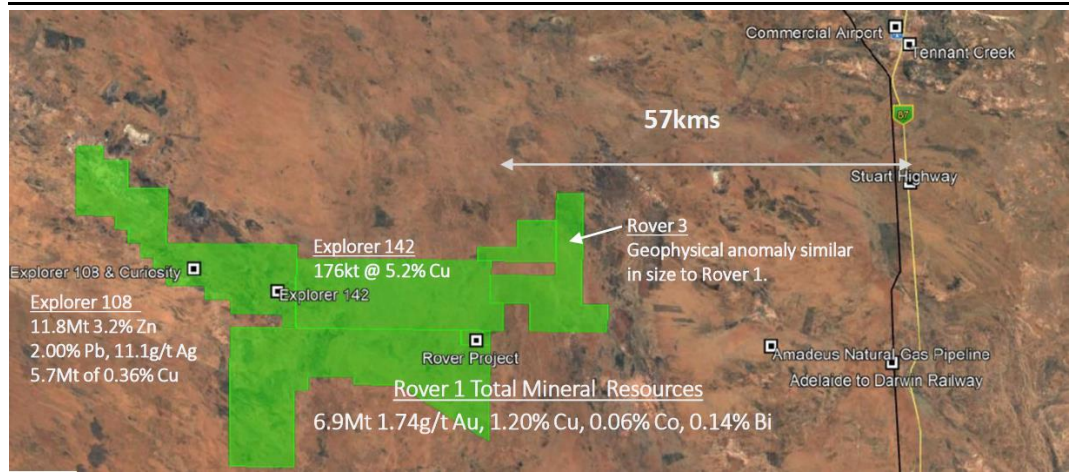 Commercial Airport
Tennant Creek
87
57kms
Stuart Highway
Rover 3
Geophysical anomaly similar
in size to Rover 1.
Explorer 142
176kt @ 5.2% Cu
Explorer 108 & Curiosity
Explorer 142
Explorer 108
11.8Mt 3.2% Zn
2.00% Pb, 11.1g/t Ag
5.7Mt of 0.36% Cu
Rover Project
Amadeus Natural Gas Pipeline
Adelaide to Darwin Railway
Rover 1 Total Mineral Resources
6.9Mt 1.74g/t Au, 1.20% Cu, 0.06% Co, 0.14% Bi